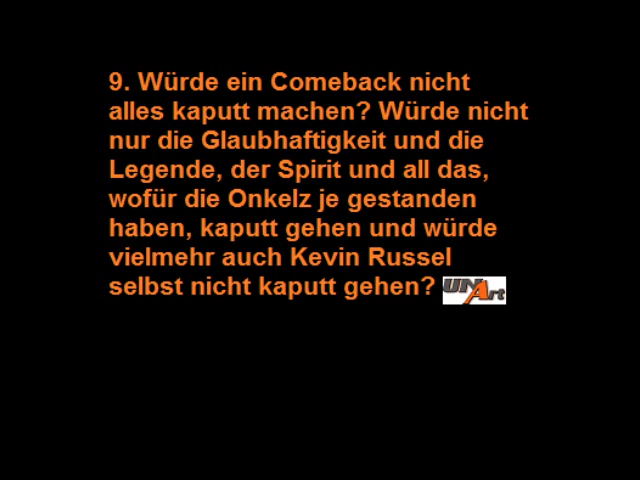 9. Würde ein Comeback nicht
alles kaputt machen? Würde nicht
nur die Glaubhaftigkeit und die
Legende, der Spirit und all das,
wofür die Onkelz je gestanden
haben, kaputt gehen und würde
vielmehr auch Kevin Russel
selbst nicht kaputt gehen? UNArt